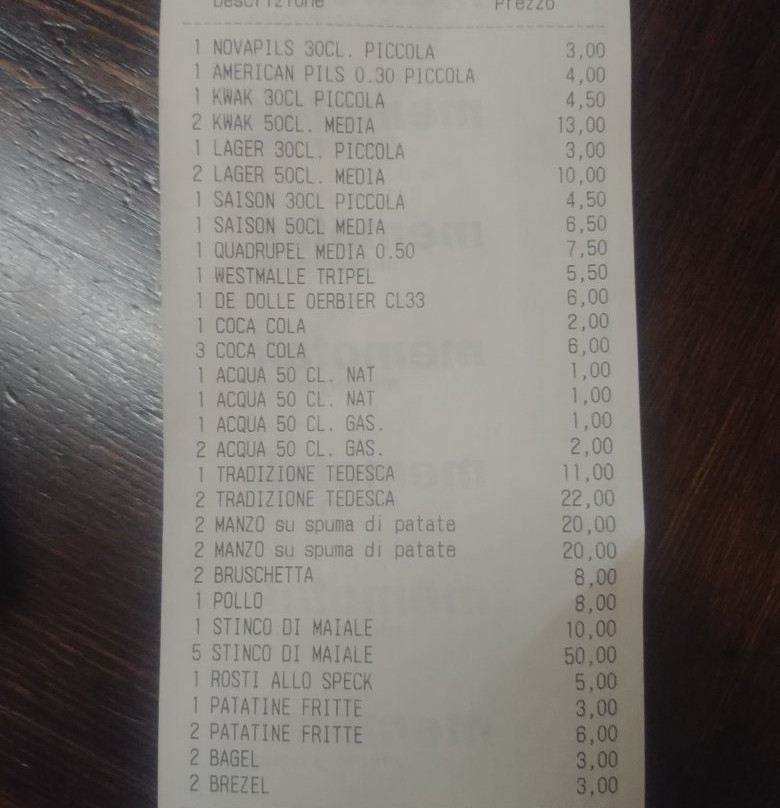 Descrizione Prezzo
1 NOVAPILS 30CL. PICCOLA 3,00
1 AMERICAN PILS 0.30 PICCOLA 4,00
1 KWAK 30CL PICCOLA 4,50
2 KWAK 50CL. MEDIA 13,00
1 LAGER 30CL. PICCOLA 3,00
2 LAGER 50CL. MEDIA 10,00
1 SAISON 30CL PICCOLA 4,50
1 SAISON 50CL MEDIA 6,50
1 QUADRUPEL MEDIA 0.50 7,50
1 WESTMALLE TRIPEL 5,50
1 DE DOLLE OERBIER CL33 6,00
1 COCA COLA 2,00
3 COCA COLA 6,00
1 ACQUA 50 CL. NAT 1,00
1 ACQUA 50 CL. NAT 1,00
1 ACQUA 50 CL. GAS. 1,00
2 ACQUA 50 CL. GAS. 2,00
1 TRADIZIONE TEDESCA 11,00
2 TRADIZIONE TEDESCA 22,00
2 MANZO su spuma di patate 20,00
2 MANZO su spuma di patate 20,00
2 BRUSCHETTA 8,00
1 POLLO 8,00
1 STINCO DI MAIALE 10,00
5 STINCO DI MAIALE 50,00
1 ROSTI ALLO SPECK 5,00
1 PATATINE FRITTE 3,00
2 PATATINE FRITTE 6,00
2 BAGEL 3,00
2 BREZEL 3,00